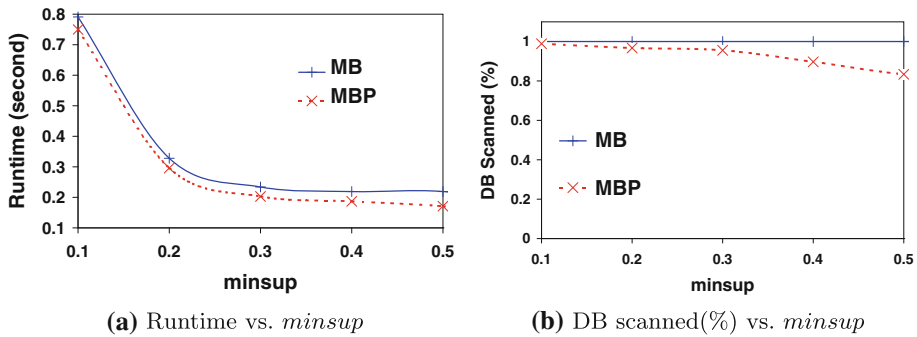 0.8
0.7
0.6
0.5
0.4
0.3
0.2
0.1
Runtime (second)
MB
MBP
0.1 0.2 0.3 0.4 0.5
minsup
(a) Runtime vs. minsup
1
0.8
0.6
0.4
0.2
0
DB Scanned (%)
MB
MBP
0.1 0.2 0.3 0.4 0.5
minsup
(b) DB scanned(%) vs. minsup